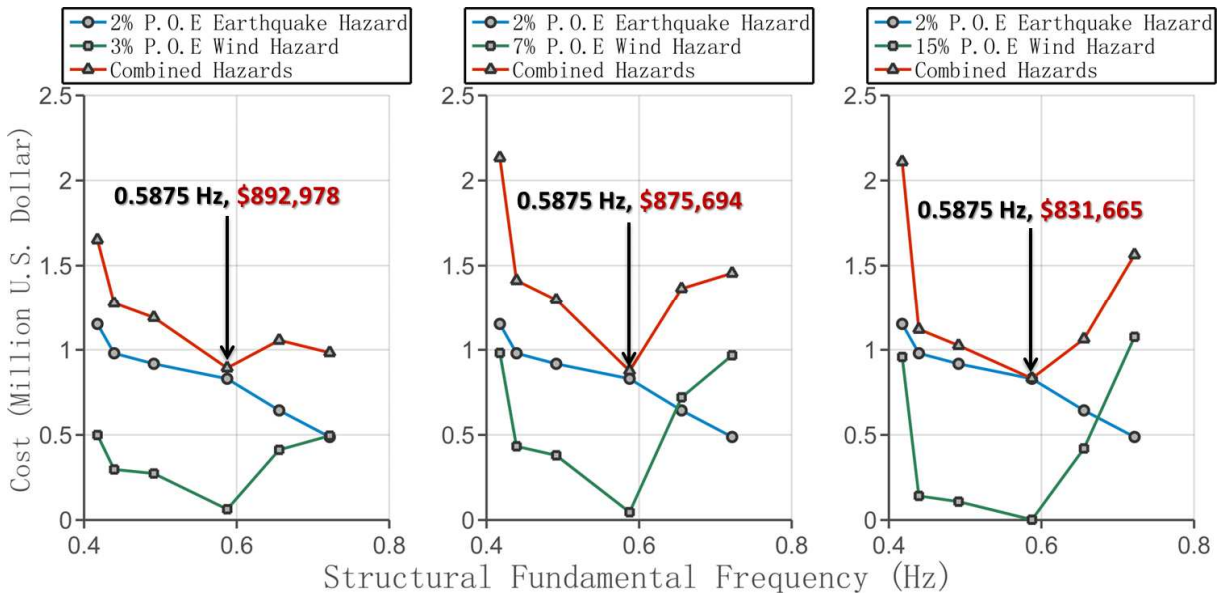 2% P.O.E Earthquake Hazard
3% P.O.E Wind Hazard
Combined Hazards
2% P.O.E Earthquake Hazard
7% P.O.E Wind Hazard
Combined Hazards
2% P.O.E Earthquake Hazard
15% P.O.E Wind Hazard
Combined Hazards
Cost (Million U.S. Dollar)
2.5
2
1.5
1
0.5
0
0.4
0.6
0.8
0.5875 Hz, $892,978
2.5
2
1.5
1
0.5
0
0.4
0.6
0.8
0.5875 Hz, $875,694
2.5
2
1.5
1
0.5
0
0.4
0.6
0.8
0.5875 Hz, $831,665
Structural Fundamental Frequency (Hz)